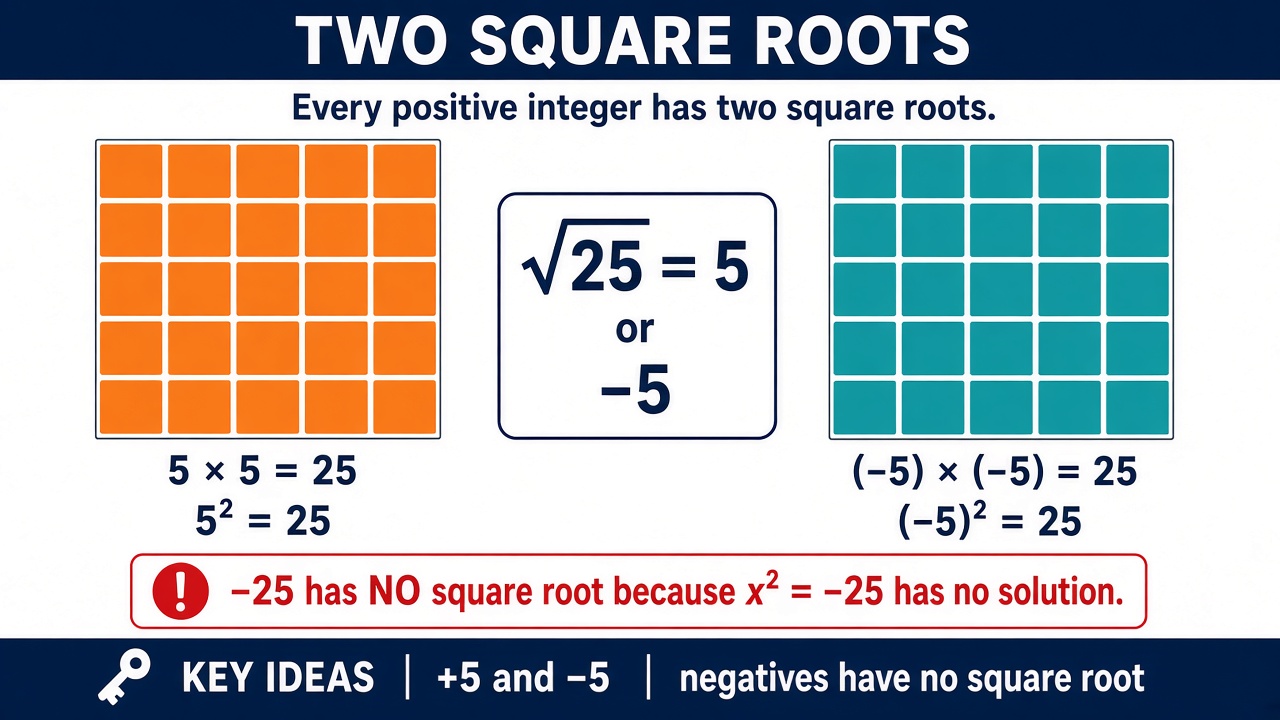 TWO SQUARE ROOTS
Every positive integer has two square roots.
√25 = 5
or
−5
5 × 5 = 25
5² = 25
(−5) × (−5) = 25
(−5)² = 25
! −25 has NO square root because x² = −25 has no solution.
KEY IDEAS | +5 and −5 | negatives have no square root